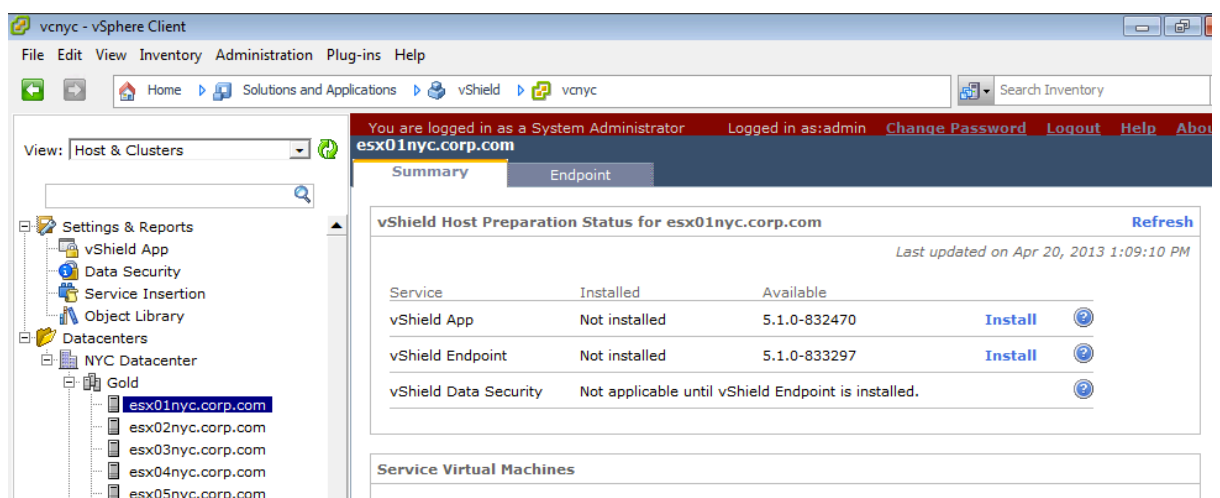 vcnyc - vSphere Client
File Edit View Inventory Administration Plug-ins Help
Home Solutions and Applications vShield vcnyc
Search Inventory
View: Host & Clusters
Settings & Reports
vShield App
Data Security
Service Insertion
Object Library
Datacenters
NYC Datacenter
Gold
esx01nyc.corp.com
esx02nyc.corp.com
esx03nyc.corp.com
esx04nyc.corp.com
esx05nyc.corp.com
You are logged in as a System Administrator Logged in as:admin Change Password Logout Help Abou
esx01nyc.corp.com
Summary Endpoint
vShield Host Preparation Status for esx01nyc.corp.com Refresh
Last updated on Apr 20, 2013 1:09:10 PM
Service Installed Available
vShield App Not installed 5.1.0-832470 Install
vShield Endpoint Not installed 5.1.0-833297 Install
vShield Data Security Not applicable until vShield Endpoint is installed.
Service Virtual Machines